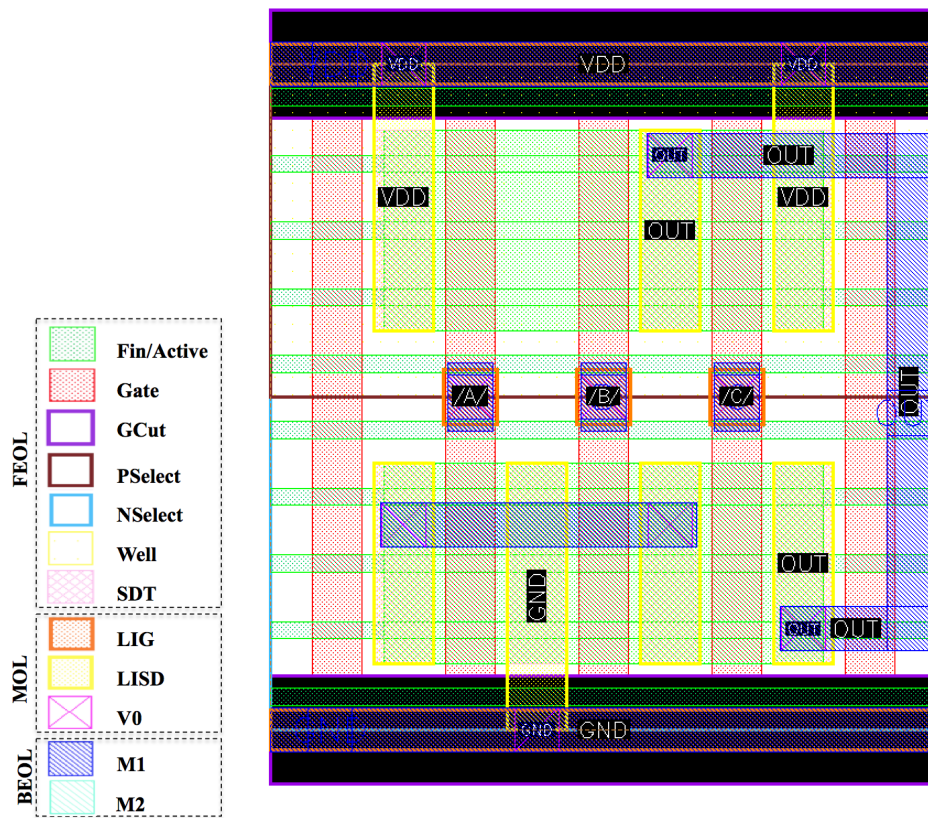 VDD
VDD
VDD
VDD
OUT
OUT
VDD
OUT
VDD
/A/
/B/
/C/
OUT
GND
OUT
OUT
OUT
GND
GND
FEOL
Fin/Active
Gate
GCut
PSelect
NSelect
Well
SDT
MOL
LIG
LISD
V0
BEOL
M1
M2